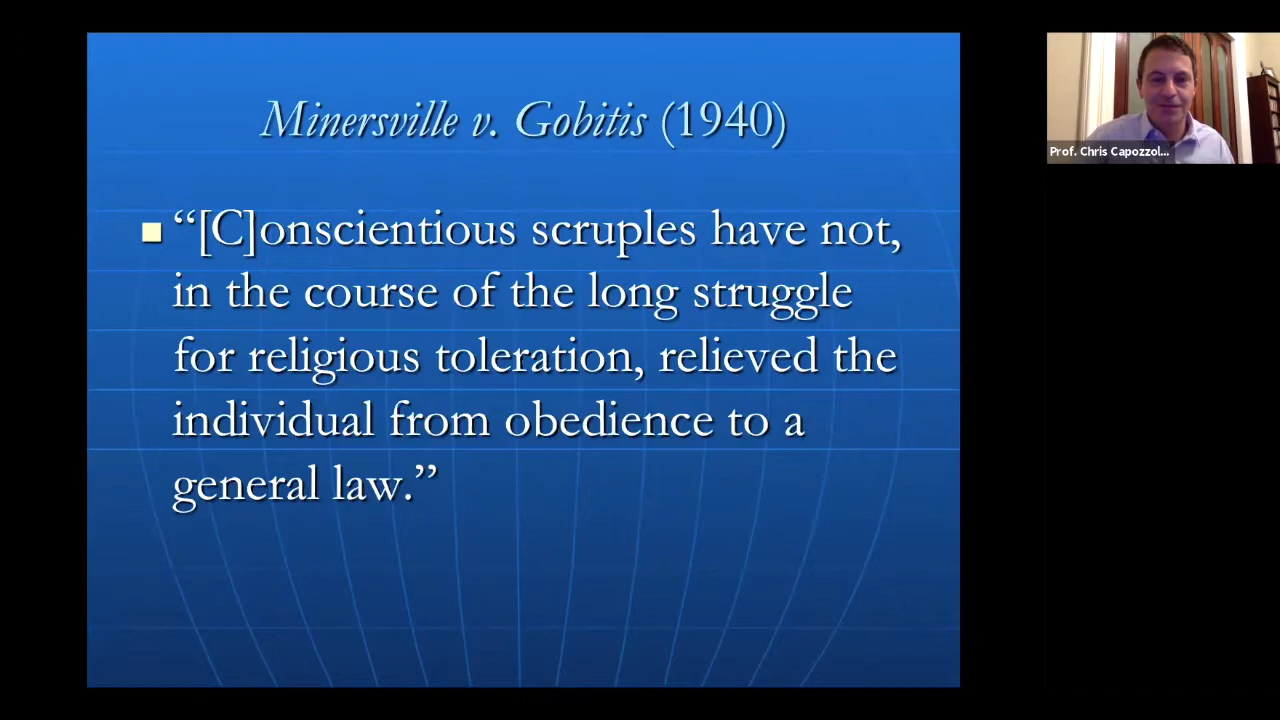 Minersville v. Gobitis (1940)
“[C]onscientious scruples have not,
in the course of the long struggle
for religious toleration, relieved the
individual from obedience to a
general law.”
Prof. Chris Capozzol...